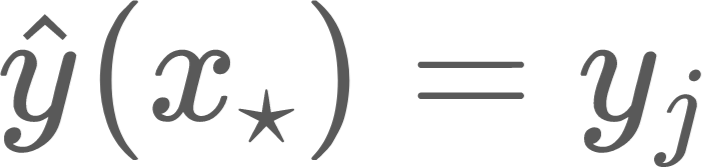 ŷ(x⋆) = yⱼ